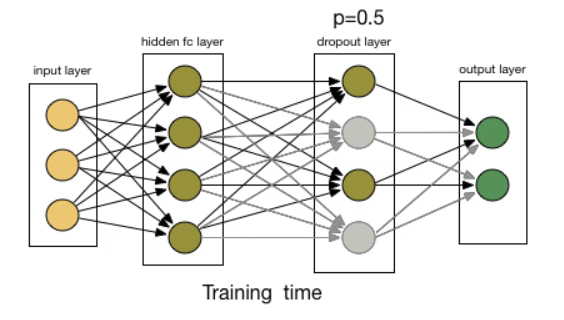 p=0.5
hidden fc layer
dropout layer
input layer
output layer
Training time